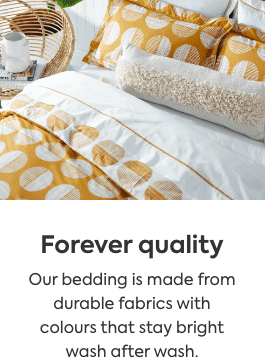 Forever quality
Our bedding is made from
durable fabrics with
colours that stay bright
wash after wash.